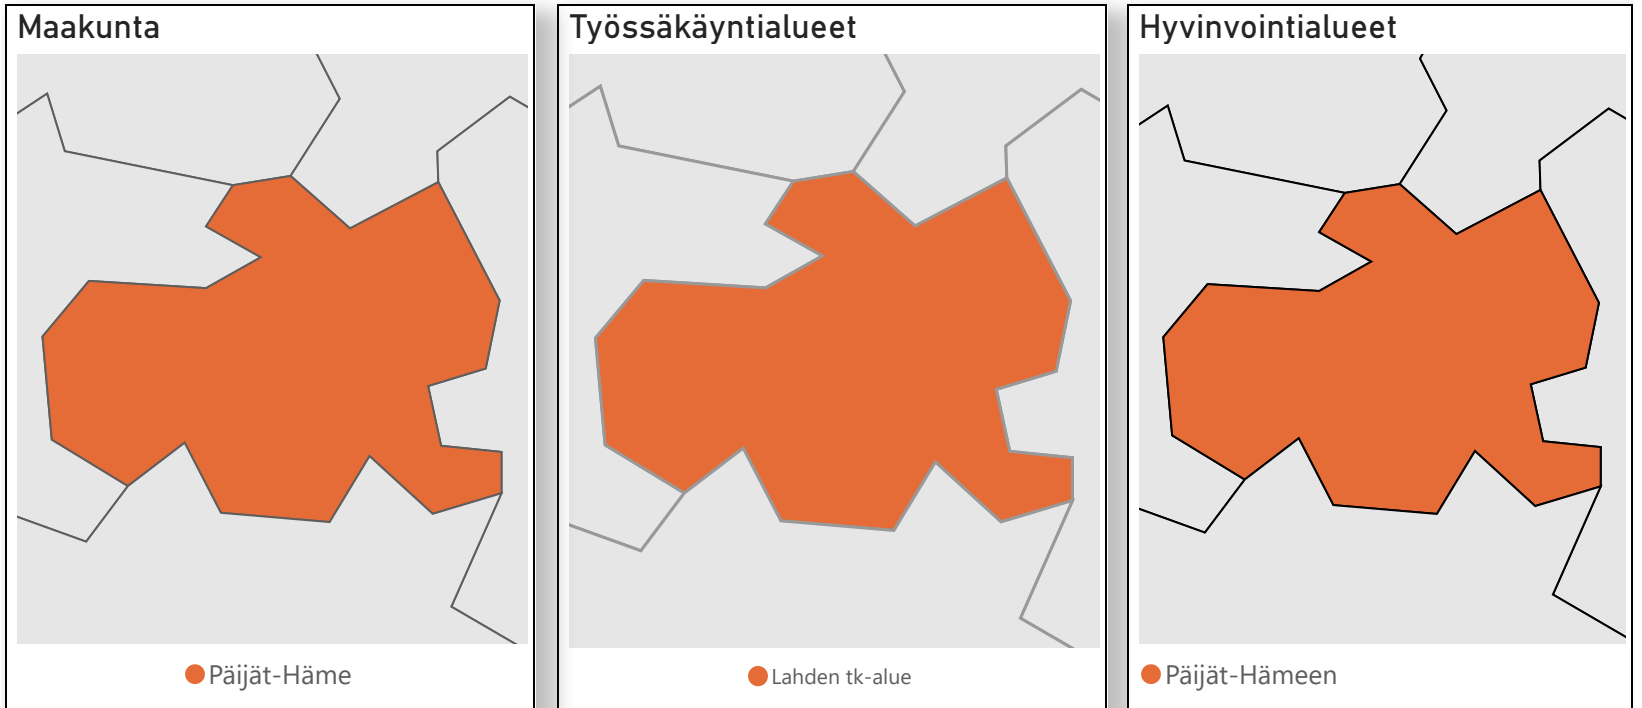 Maakunta
Päijät-Häme
Työssäkäyntialueet
Lahden tk-alue
Hyvinvointialueet
Päijät-Hämeen